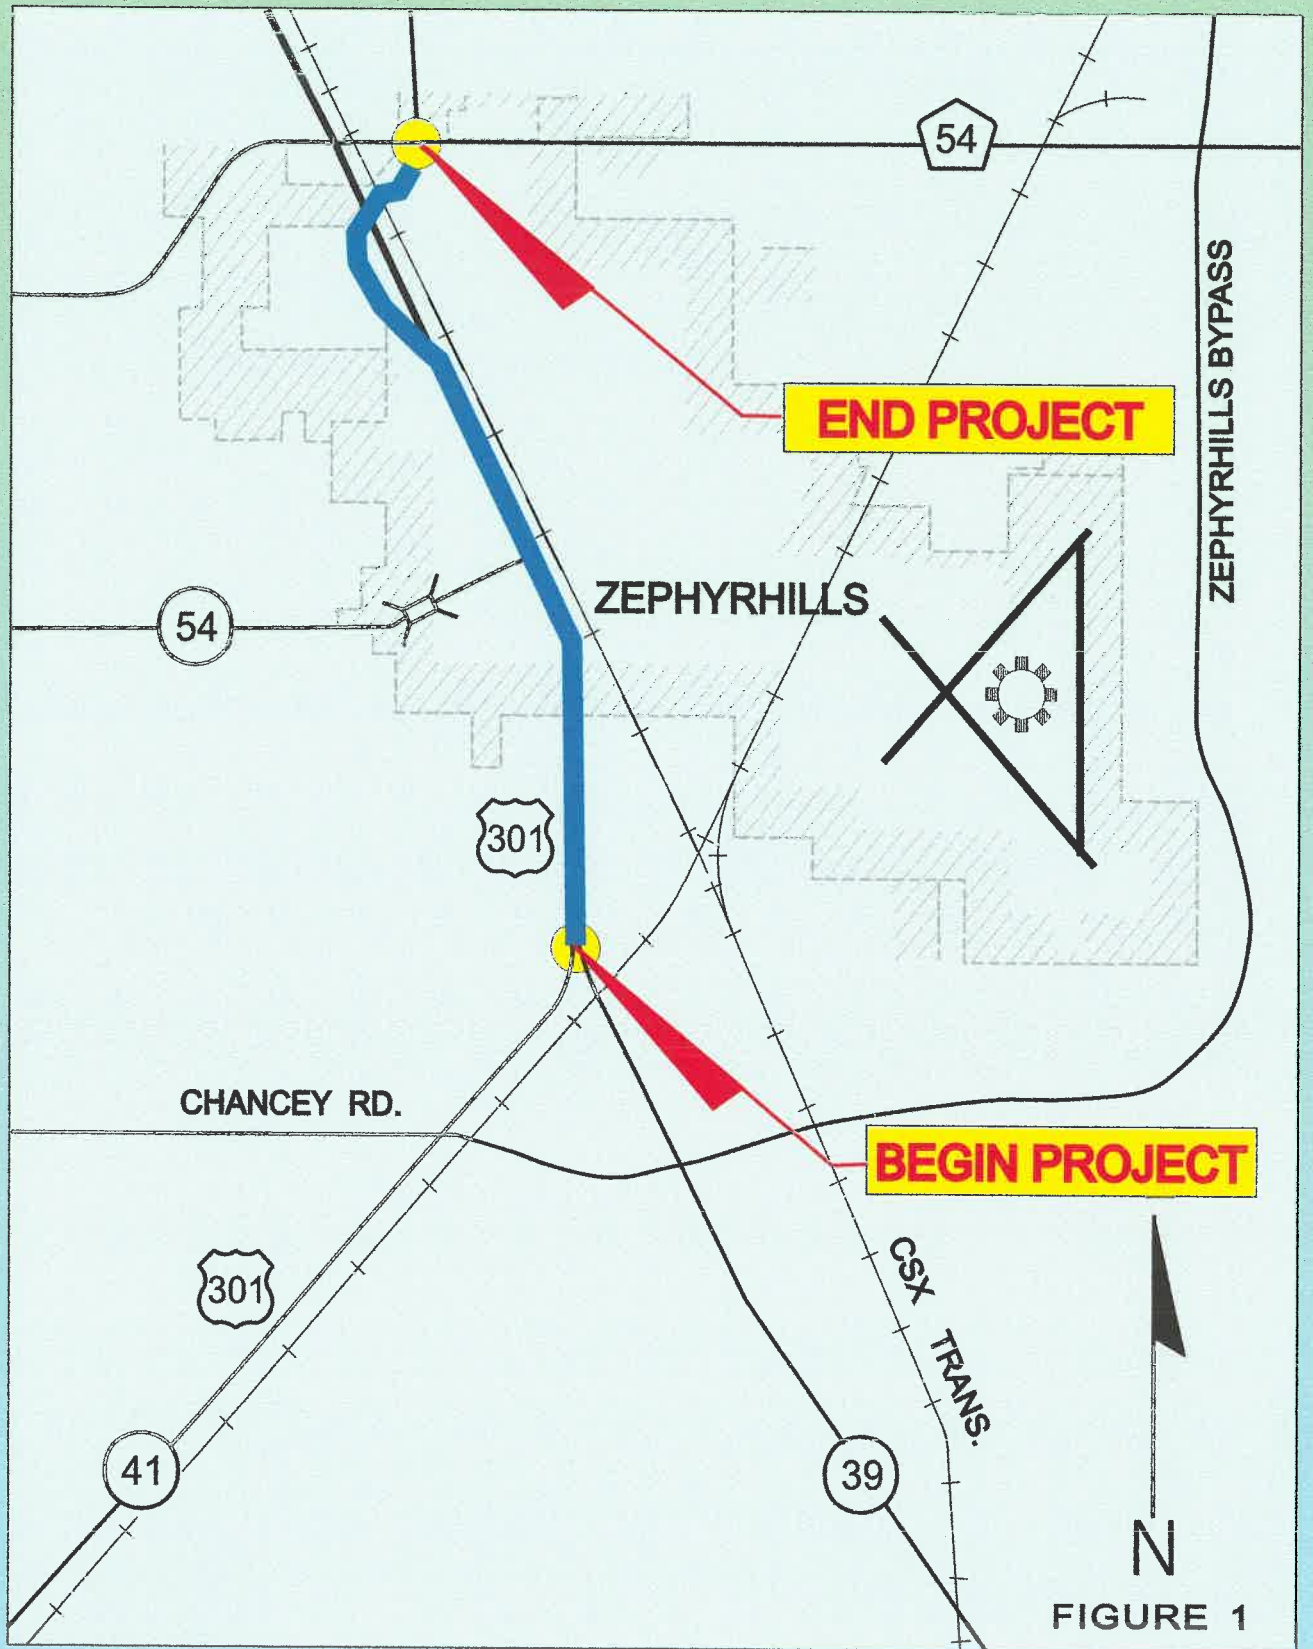 54
ZEPHYRHILLS BYPASS
END PROJECT
ZEPHYRHILLS
54
301
CHANCEY RD.
BEGIN PROJECT
301
CSX TRANS.
41
39
N
FIGURE 1